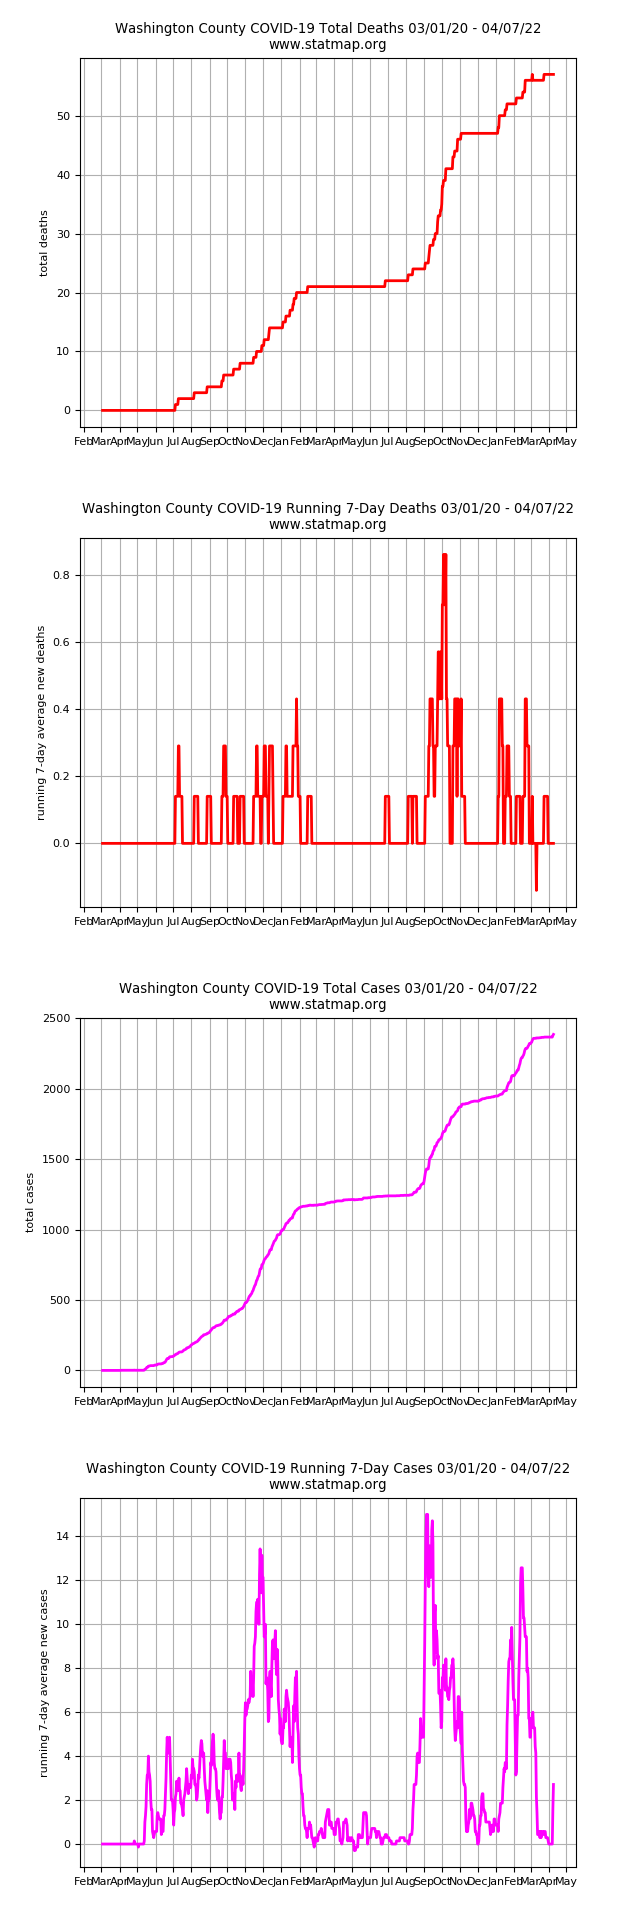 Washington County COVID-19 Total Deaths 03/01/20 - 04/07/22
www.statmap.org
50
40
30
20
10
0
total deaths
Feb Mar Apr May Jun Jul Aug Sep Oct Nov Dec Jan Feb Mar Apr May Jun Jul Aug Sep Oct Nov Dec Jan Feb Mar Apr May
Washington County COVID-19 Running 7-Day Deaths 03/01/20 - 04/07/22
www.statmap.org
0.8
0.6
0.4
0.2
0.0
running 7-day average new deaths
Feb Mar Apr May Jun Jul Aug Sep Oct Nov Dec Jan Feb Mar Apr May Jun Jul Aug Sep Oct Nov Dec Jan Feb Mar Apr May
Washington County COVID-19 Total Cases 03/01/20 - 04/07/22
www.statmap.org
2500
2000
1500
1000
500
0
total cases
Feb Mar Apr May Jun Jul Aug Sep Oct Nov Dec Jan Feb Mar Apr May Jun Jul Aug Sep Oct Nov Dec Jan Feb Mar Apr May
Washington County COVID-19 Running 7-Day Cases 03/01/20 - 04/07/22
www.statmap.org
14
12
10
8
6
4
2
0
running 7-day average new cases
Feb Mar Apr May Jun Jul Aug Sep Oct Nov Dec Jan Feb Mar Apr May Jun Jul Aug Sep Oct Nov Dec Jan Feb Mar Apr May